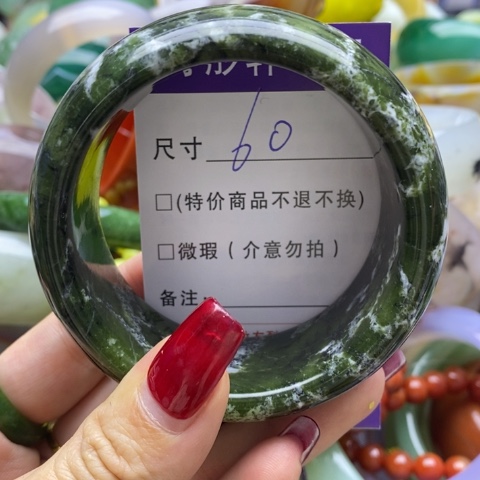 尺寸 60
□(特价商品不退不换)
□微瑕（介意勿拍）
备注: